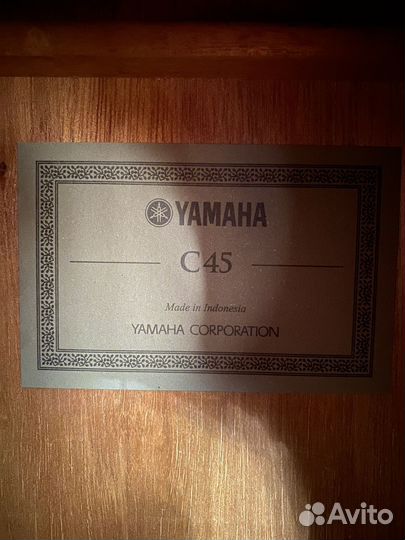 YAMAHA
C45
Made in Indonesia
YAMAHA CORPORATION
Avito